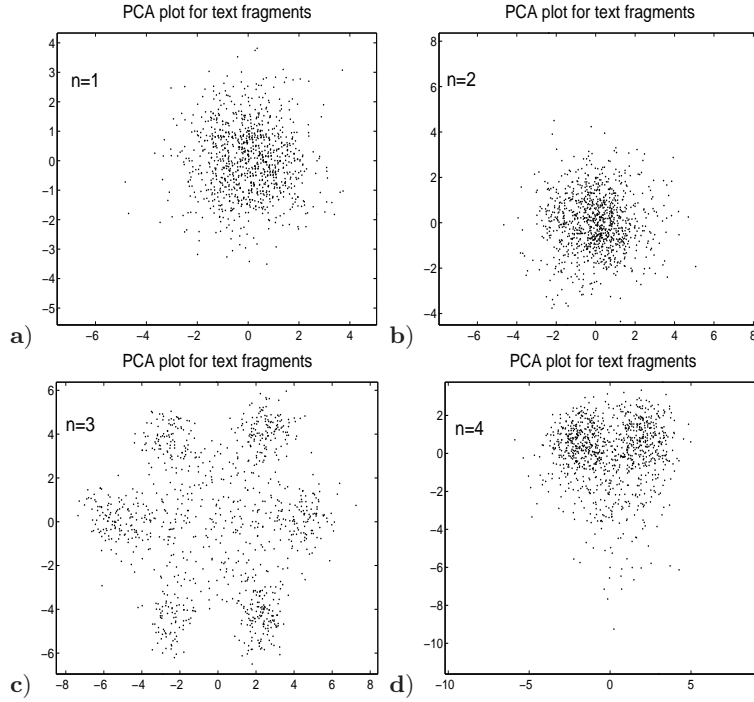 PCA plot for text fragments
PCA plot for text fragments
n=1
n=2
4
3
2
1
0
−1
−2
−3
−4
−5
8
6
4
2
0
−2
−4
−6 −4 −2 0 2 4
−6 −4 −2 0 2 4 6 8
a)
b)
PCA plot for text fragments
PCA plot for text fragments
n=3
n=4
6
4
2
0
−2
−4
−6
2
0
−2
−4
−6
−8
−10
−8 −6 −4 −2 0 2 4 6 8
−10 −5 0 5
c)
d)